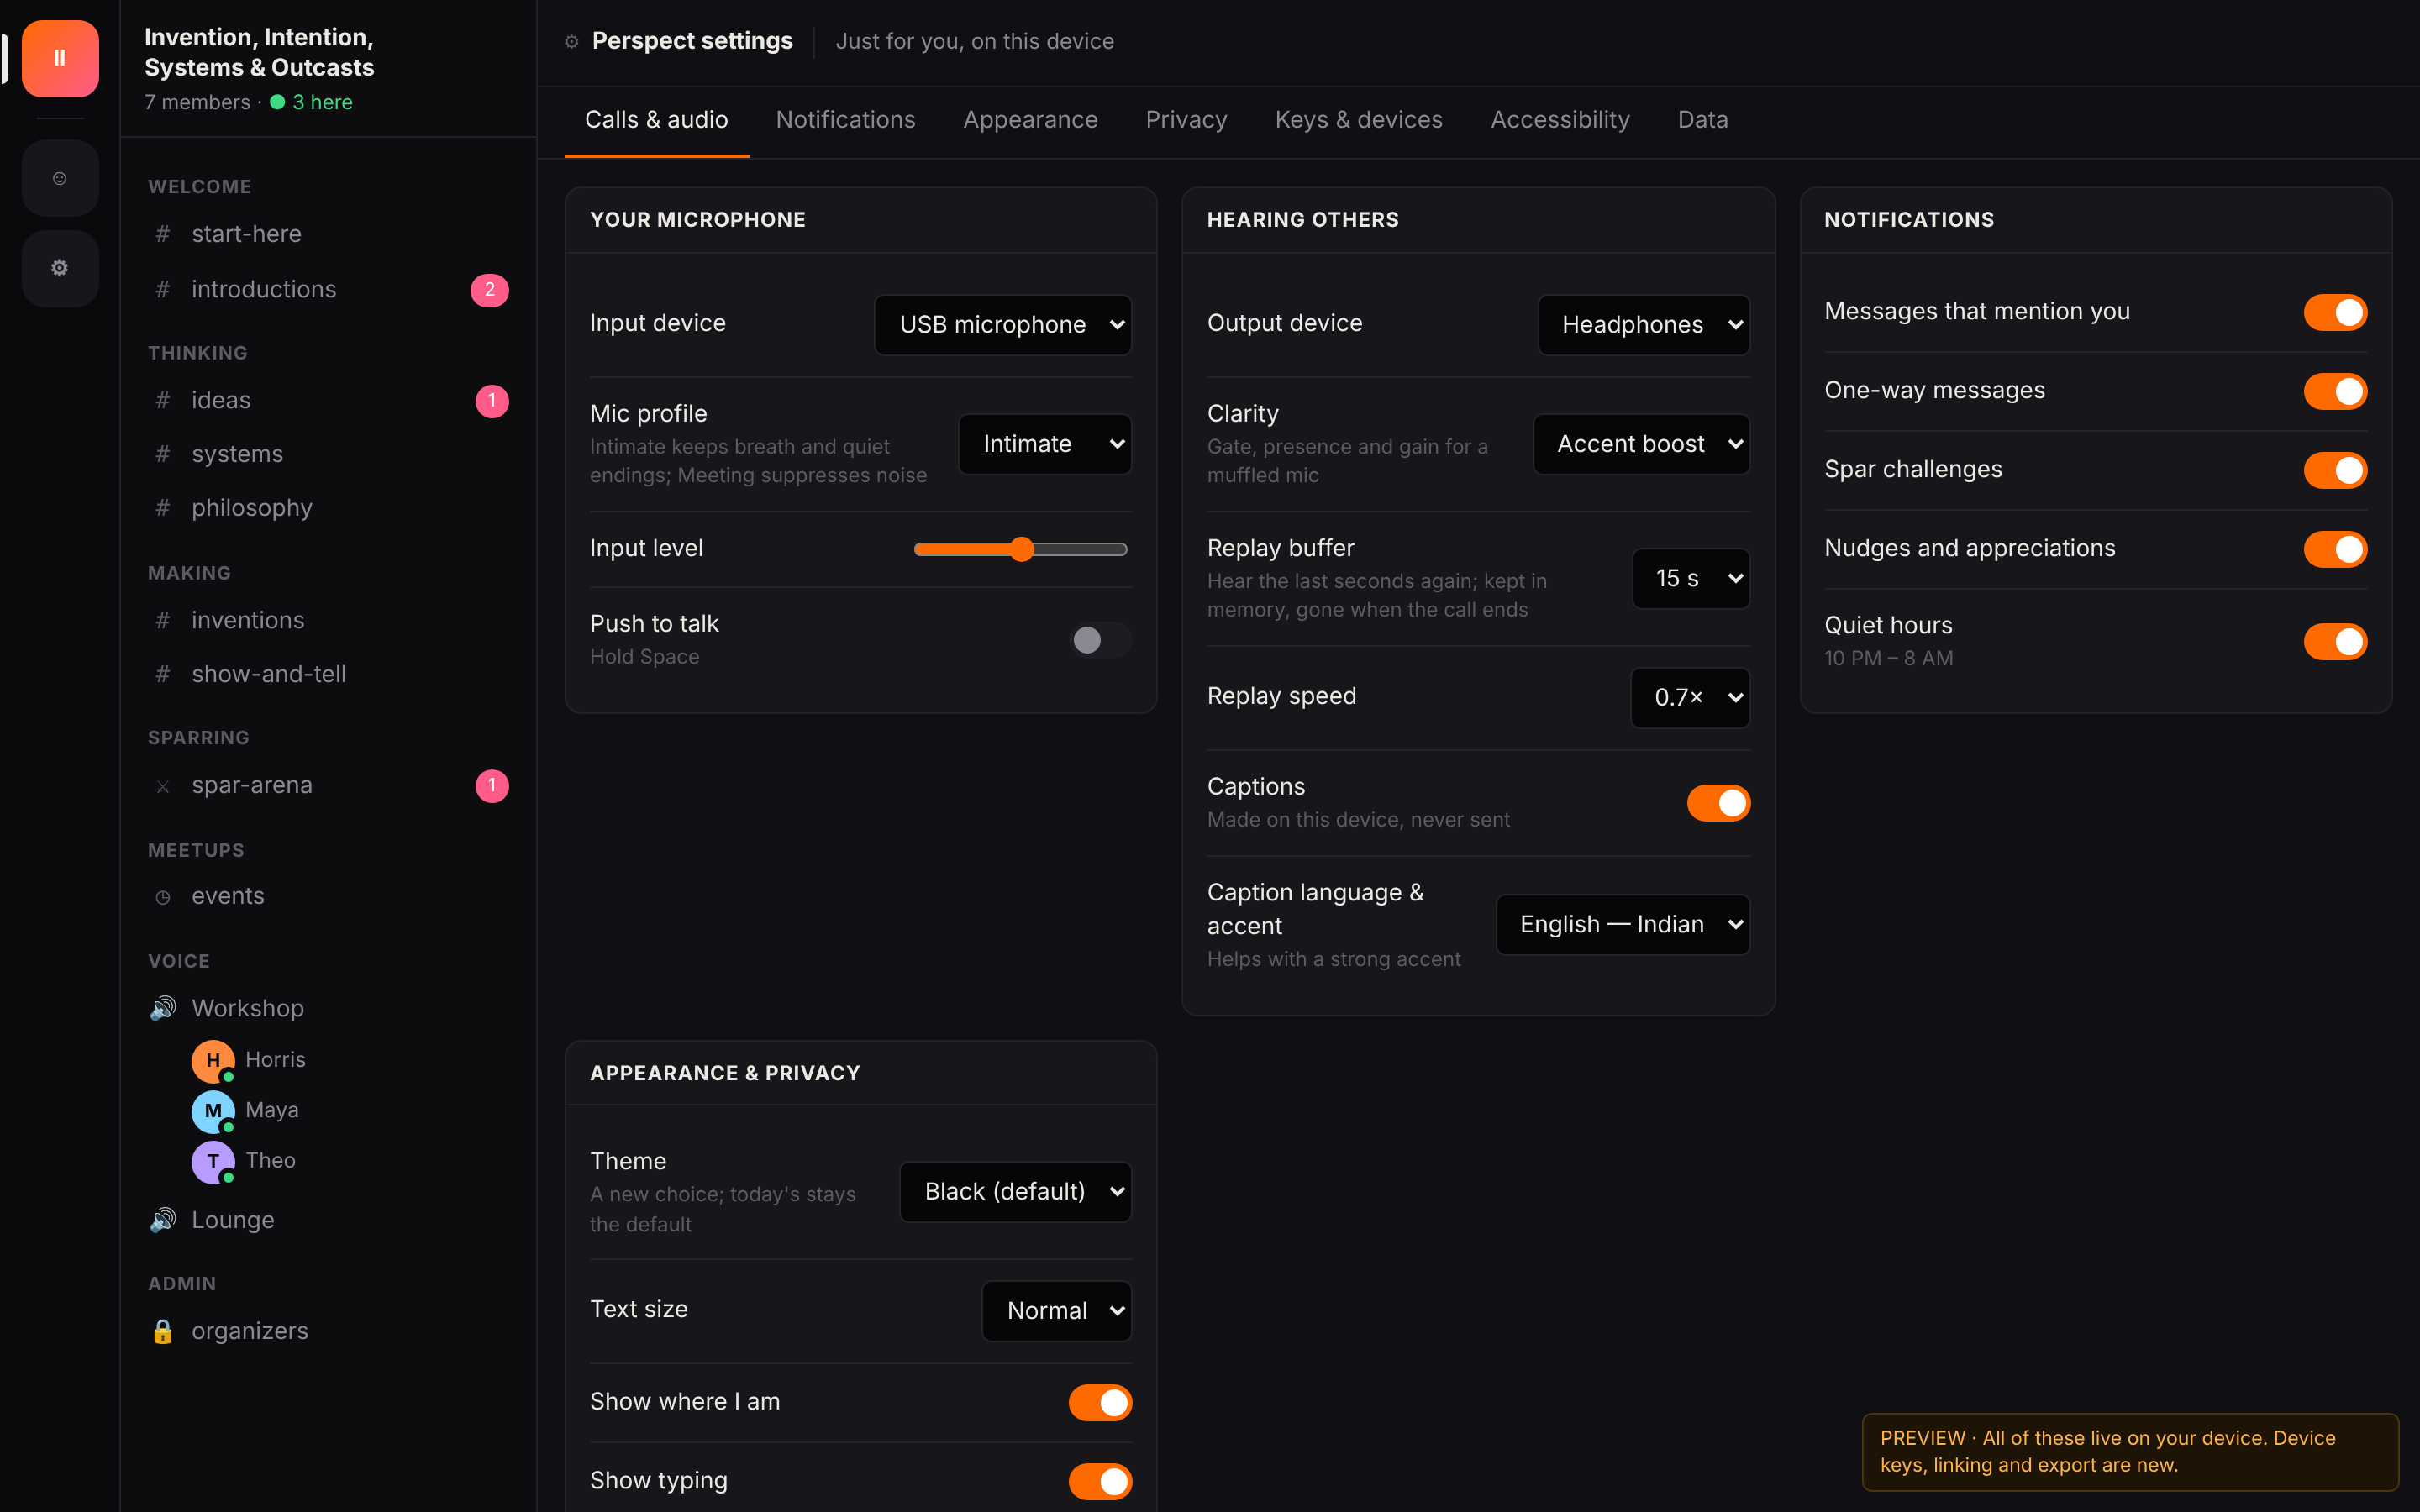 II
Invention, Intention,
Systems & Outcasts
7 members · 3 here
WELCOME
# start-here
# introductions 2
THINKING
# ideas 1
# systems
# philosophy
MAKING
# inventions
# show-and-tell
SPARRING
spar-arena 1
MEETUPS
events
VOICE
Workshop
H Horris
M Maya
T Theo
Lounge
ADMIN
organizers
Perspect settings
Just for you, on this device
Calls & audio
Notifications
Appearance
Privacy
Keys & devices
Accessibility
Data
YOUR MICROPHONE
Input device
USB microphone
Mic profile
Intimate keeps breath and quiet
endings; Meeting suppresses noise
Intimate
Input level
Push to talk
Hold Space
HEARING OTHERS
Output device
Headphones
Clarity
Gate, presence and gain for a
muffled mic
Accent boost
Replay buffer
Hear the last seconds again; kept in
memory, gone when the call ends
15 s
Replay speed
0.7×
Captions
Made on this device, never sent
Caption language &
accent
Helps with a strong accent
English — Indian
NOTIFICATIONS
Messages that mention you
One-way messages
Spar challenges
Nudges and appreciations
Quiet hours
10 PM – 8 AM
APPEARANCE & PRIVACY
Theme
A new choice; today's stays
the default
Black (default)
Text size
Normal
Show where I am
Show typing
PREVIEW · All of these live on your device. Device
keys, linking and export are new.